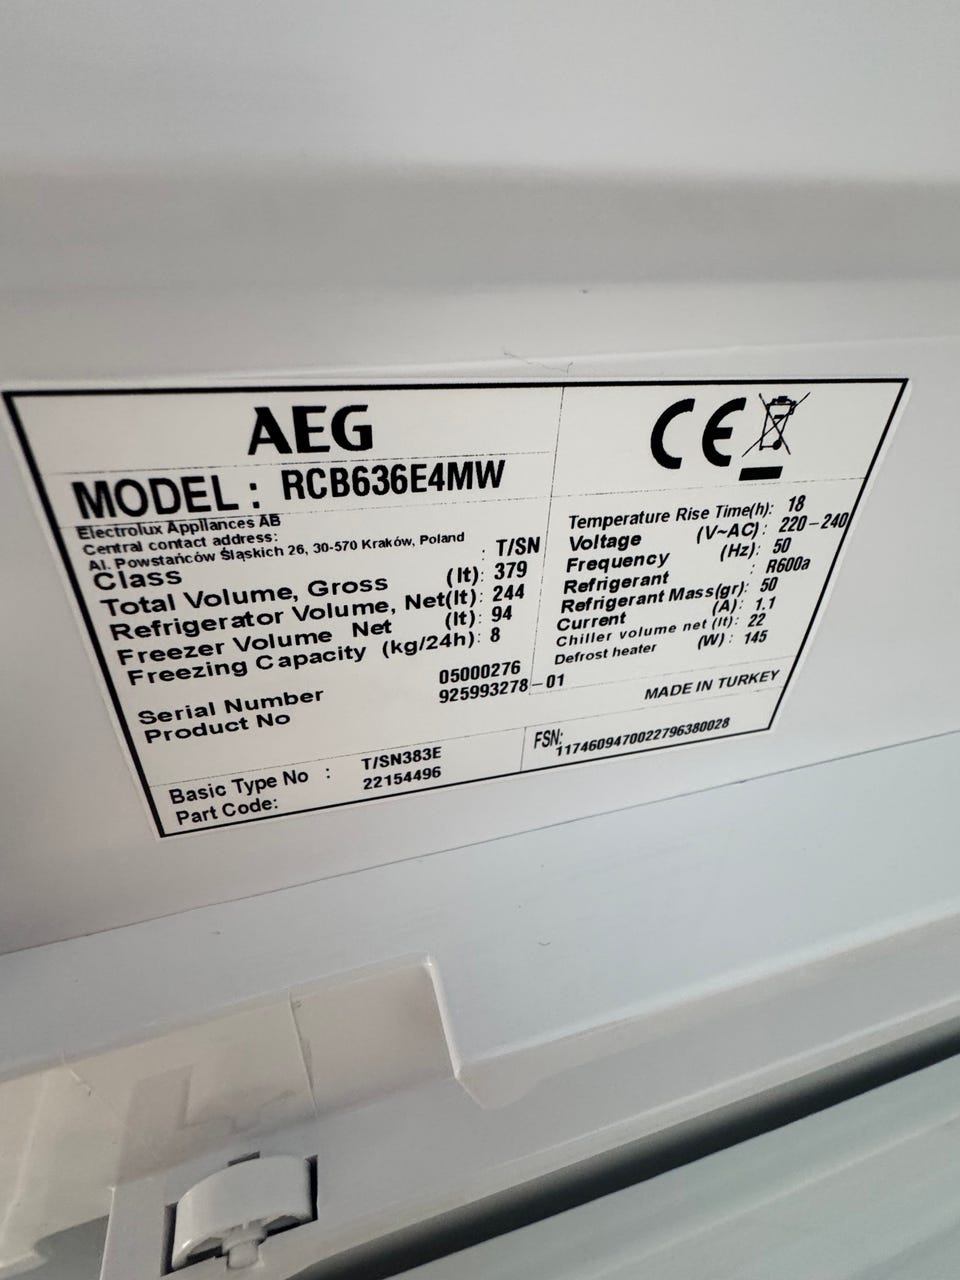 AEG
MODEL : RCB636E4MW
Electrolux Appliances AB
Central contact address:
Al. Powstańców Śląskich 26, 30-570 Kraków, Poland
Class : T/SN
Total Volume, Gross (lt): 379
Refrigerator Volume, Net(lt): 244
Freezer Volume Net (lt): 94
Freezing Capacity (kg/24h): 8
Serial Number 05000276
Product No 925993278-01
CE
Temperature Rise Time(h): 18
Voltage (V~AC) : 220-240
Frequency (Hz): 50
Refrigerant : R600a
Refrigerant Mass(gr): 50
Current (A): 1.1
Chiller volume net (lt): 22
Defrost heater (W) : 145
MADE IN TURKEY
Basic Type No : T/SN383E
Part Code: 22154496
FSN:
1174609470022796380028